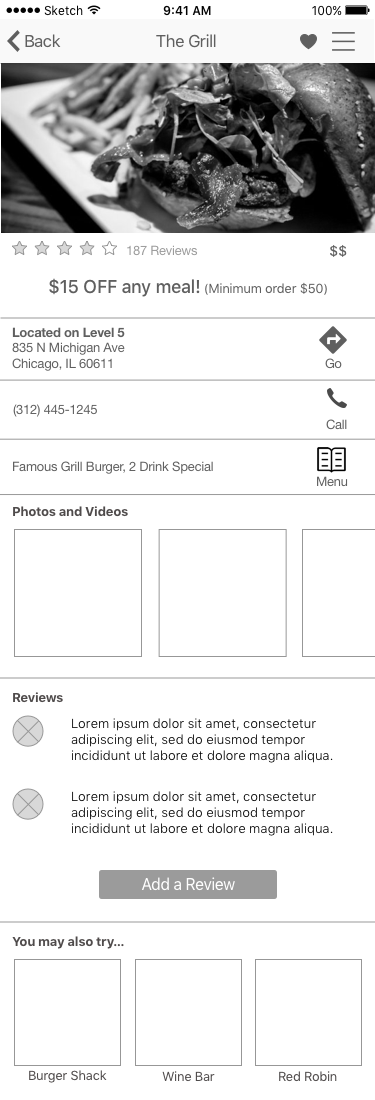 Sketch 9:41 AM 100%
Back The Grill
187 Reviews $$
$15 OFF any meal! (Minimum order $50)
Located on Level 5
835 N Michigan Ave
Chicago, IL 60611
Go
(312) 445-1245
Call
Famous Grill Burger, 2 Drink Special
Menu
Photos and Videos
Reviews
Lorem ipsum dolor sit amet, consectetur
adipiscing elit, sed do eiusmod tempor
incididunt ut labore et dolore magna aliqua.
Lorem ipsum dolor sit amet, consectetur
adipiscing elit, sed do eiusmod tempor
incididunt ut labore et dolore magna aliqua.
Add a Review
You may also try...
Burger Shack Wine Bar Red Robin